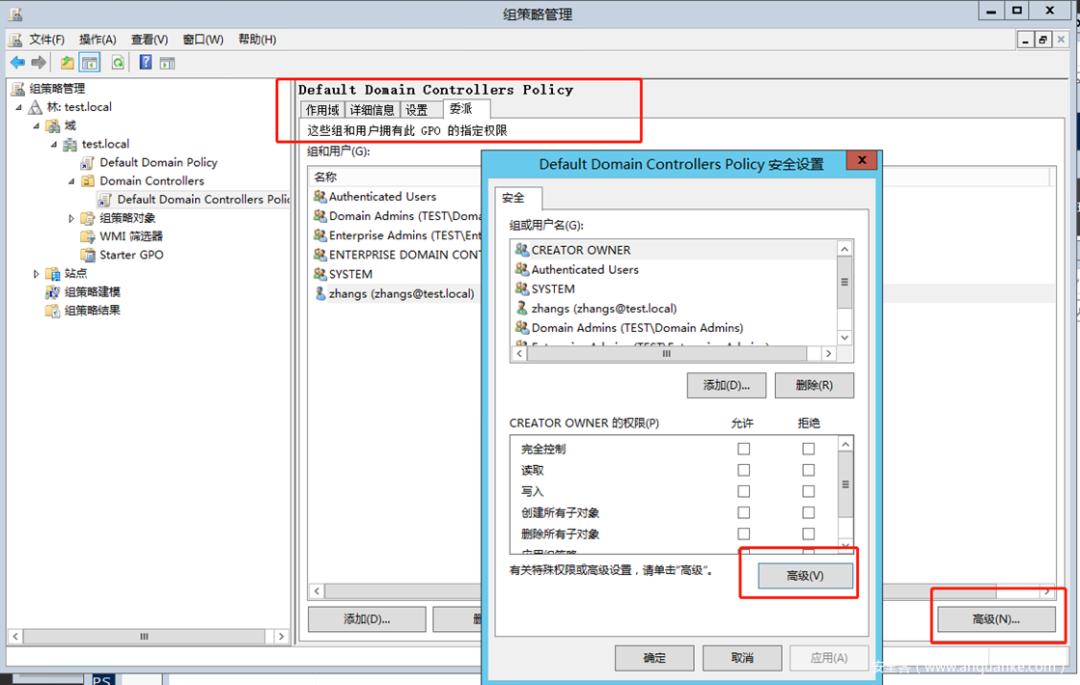 组策略管理
文件(F) 操作(A) 查看(V) 窗口(W) 帮助(H)
组策略管理
林: test.local
域
test.local
Default Domain Policy
Domain Controllers
Default Domain Controllers Polic
组策略对象
WMI 筛选器
Starter GPO
站点
组策略建模
组策略结果
Default Domain Controllers Policy
作用域 详细信息 设置 委派
这些组和用户拥有此 GPO 的指定权限
组和用户(G):
名称
Authenticated Users
Domain Admins (TEST\Doma
Enterprise Admins (TEST\Ent
ENTERPRISE DOMAIN CONT
SYSTEM
zhangs (zhangs@test.local)
添加(D)...
高级(N)...
Default Domain Controllers Policy 安全设置
安全
组或用户名(G):
CREATOR OWNER
Authenticated Users
SYSTEM
zhangs (zhangs@test.local)
Domain Admins (TEST\Domain Admins)
添加(D)... 删除(R)
CREATOR OWNER 的权限(P) 允许 拒绝
完全控制
读取
写入
创建所有子对象
删除所有子对象
应用组策略
有关特殊权限或高级设置，请单击“高级”。
高级(V)
确定 取消 应用(A)
安全客 ( www.anquanke.com )
PS